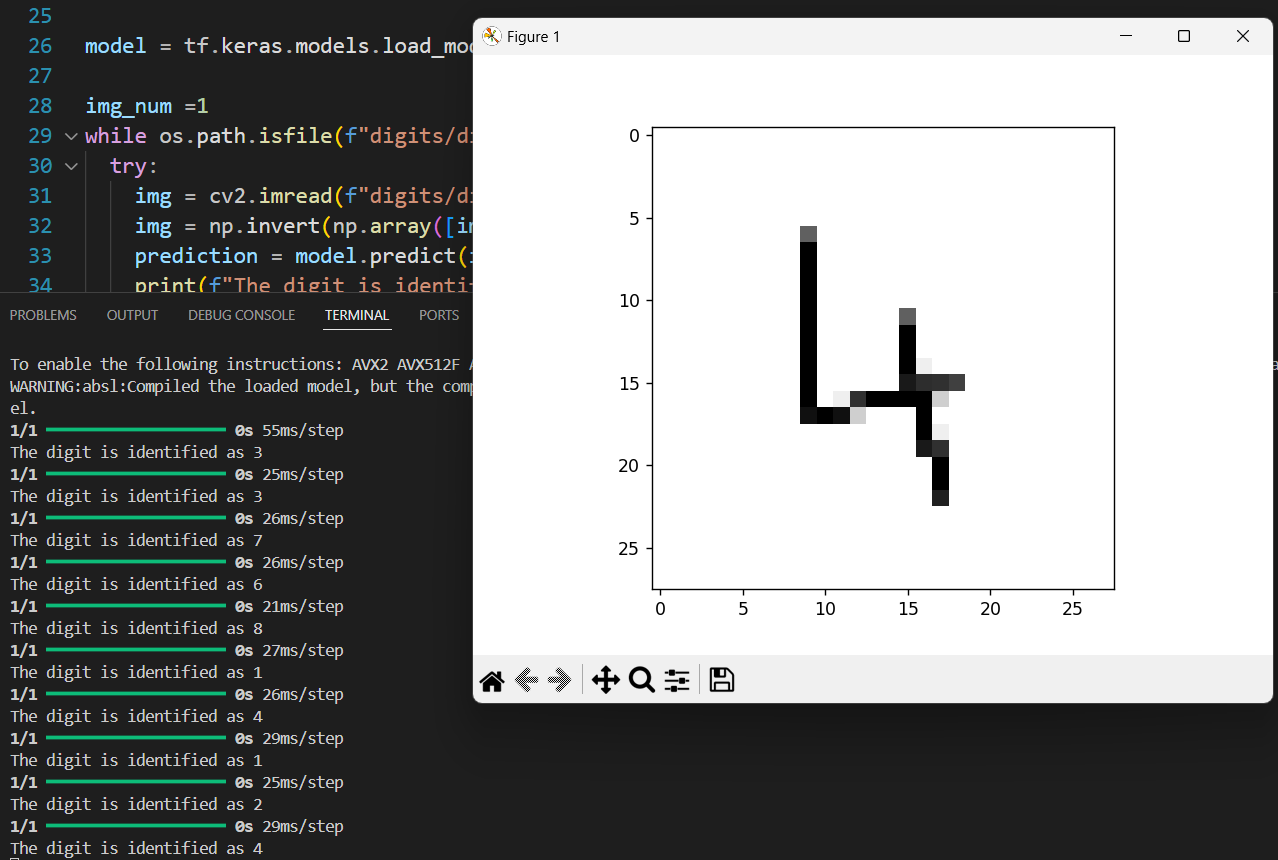 25
26 model = tf.keras.models.load_mo
27
28 img_num =1
29 while os.path.isfile(f"digits/d
30 try:
31 img = cv2.imread(f"digits/d
32 img = np.invert(np.array([i
33 prediction = model.predict(
34 print(f"The digit is identi
PROBLEMS OUTPUT DEBUG CONSOLE TERMINAL PORTS
To enable the following instructions: AVX2 AVX512F
WARNING:absl:Compiled the loaded model, but the comp
el.
1/1 0s 55ms/step
The digit is identified as 3
1/1 0s 25ms/step
The digit is identified as 3
1/1 0s 26ms/step
The digit is identified as 7
1/1 0s 26ms/step
The digit is identified as 6
1/1 0s 21ms/step
The digit is identified as 8
1/1 0s 27ms/step
The digit is identified as 1
1/1 0s 26ms/step
The digit is identified as 4
1/1 0s 29ms/step
The digit is identified as 1
1/1 0s 25ms/step
The digit is identified as 2
1/1 0s 29ms/step
The digit is identified as 4
Figure 1
0
5
10
15
20
25
0 5 10 15 20 25
4